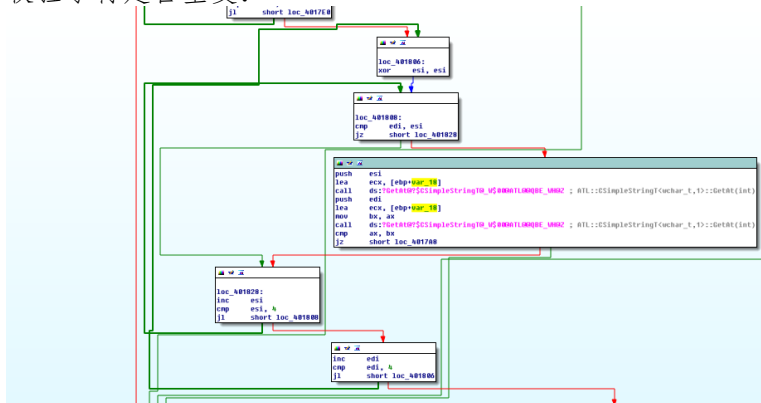 jl short loc_4017E0
loc_401806:
xor esi, esi
loc_401808:
cmp edi, esi
jz short loc_401828
push esi
lea ecx, [ebp+var_18]
call ds:?GetAt@?$CSimpleStringT@_W$00@ATL@@QBE_WH@Z ; ATL::CSimpleStringT<wchar_t,1>::GetAt(int)
push edi
lea ecx, [ebp+var_18]
mov bx, ax
call ds:?GetAt@?$CSimpleStringT@_W$00@ATL@@QBE_WH@Z ; ATL::CSimpleStringT<wchar_t,1>::GetAt(int)
cmp ax, bx
jz short loc_4017A0
loc_401828:
inc esi
cmp esi, 4
jl short loc_401808
inc edi
cmp edi, 4
jl short loc_401806